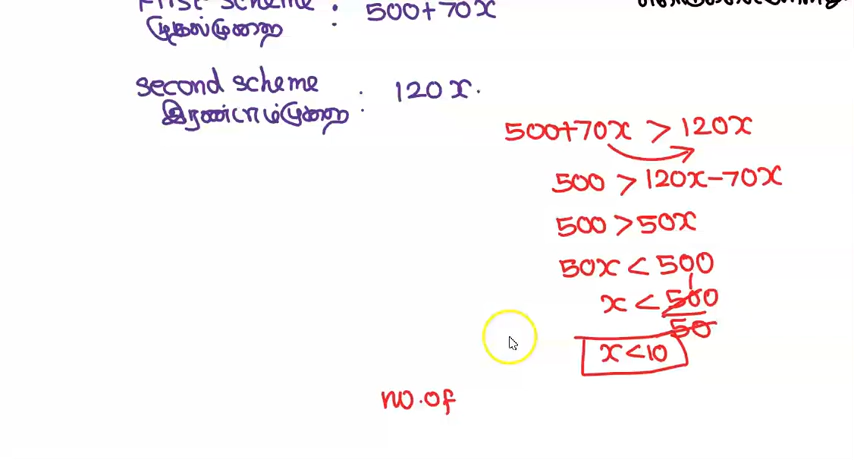 First scheme : 500+70x
முதல்முறை :
second scheme : 120x.
இரண்டாம்முறை :
500+70x > 120x
500 > 120x-70x
500 > 50x
50x < 500
x < 500
50
x < 10
no.of